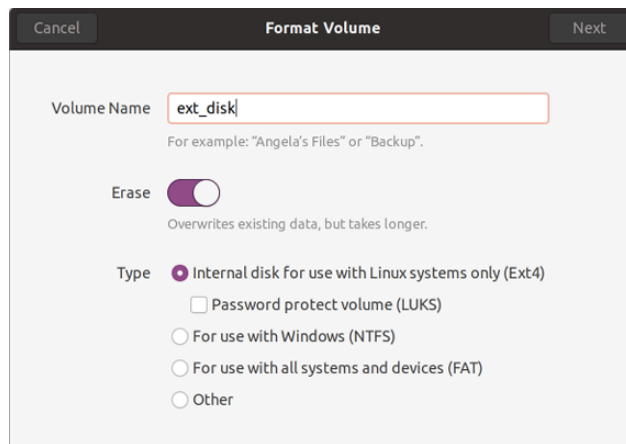 Cancel Format Volume Next
Volume Name ext_disk
For example: “Angela’s Files” or “Backup”.
Erase
Overwrites existing data, but takes longer.
Type Internal disk for use with Linux systems only (Ext4)
Password protect volume (LUKS)
For use with Windows (NTFS)
For use with all systems and devices (FAT)
Other